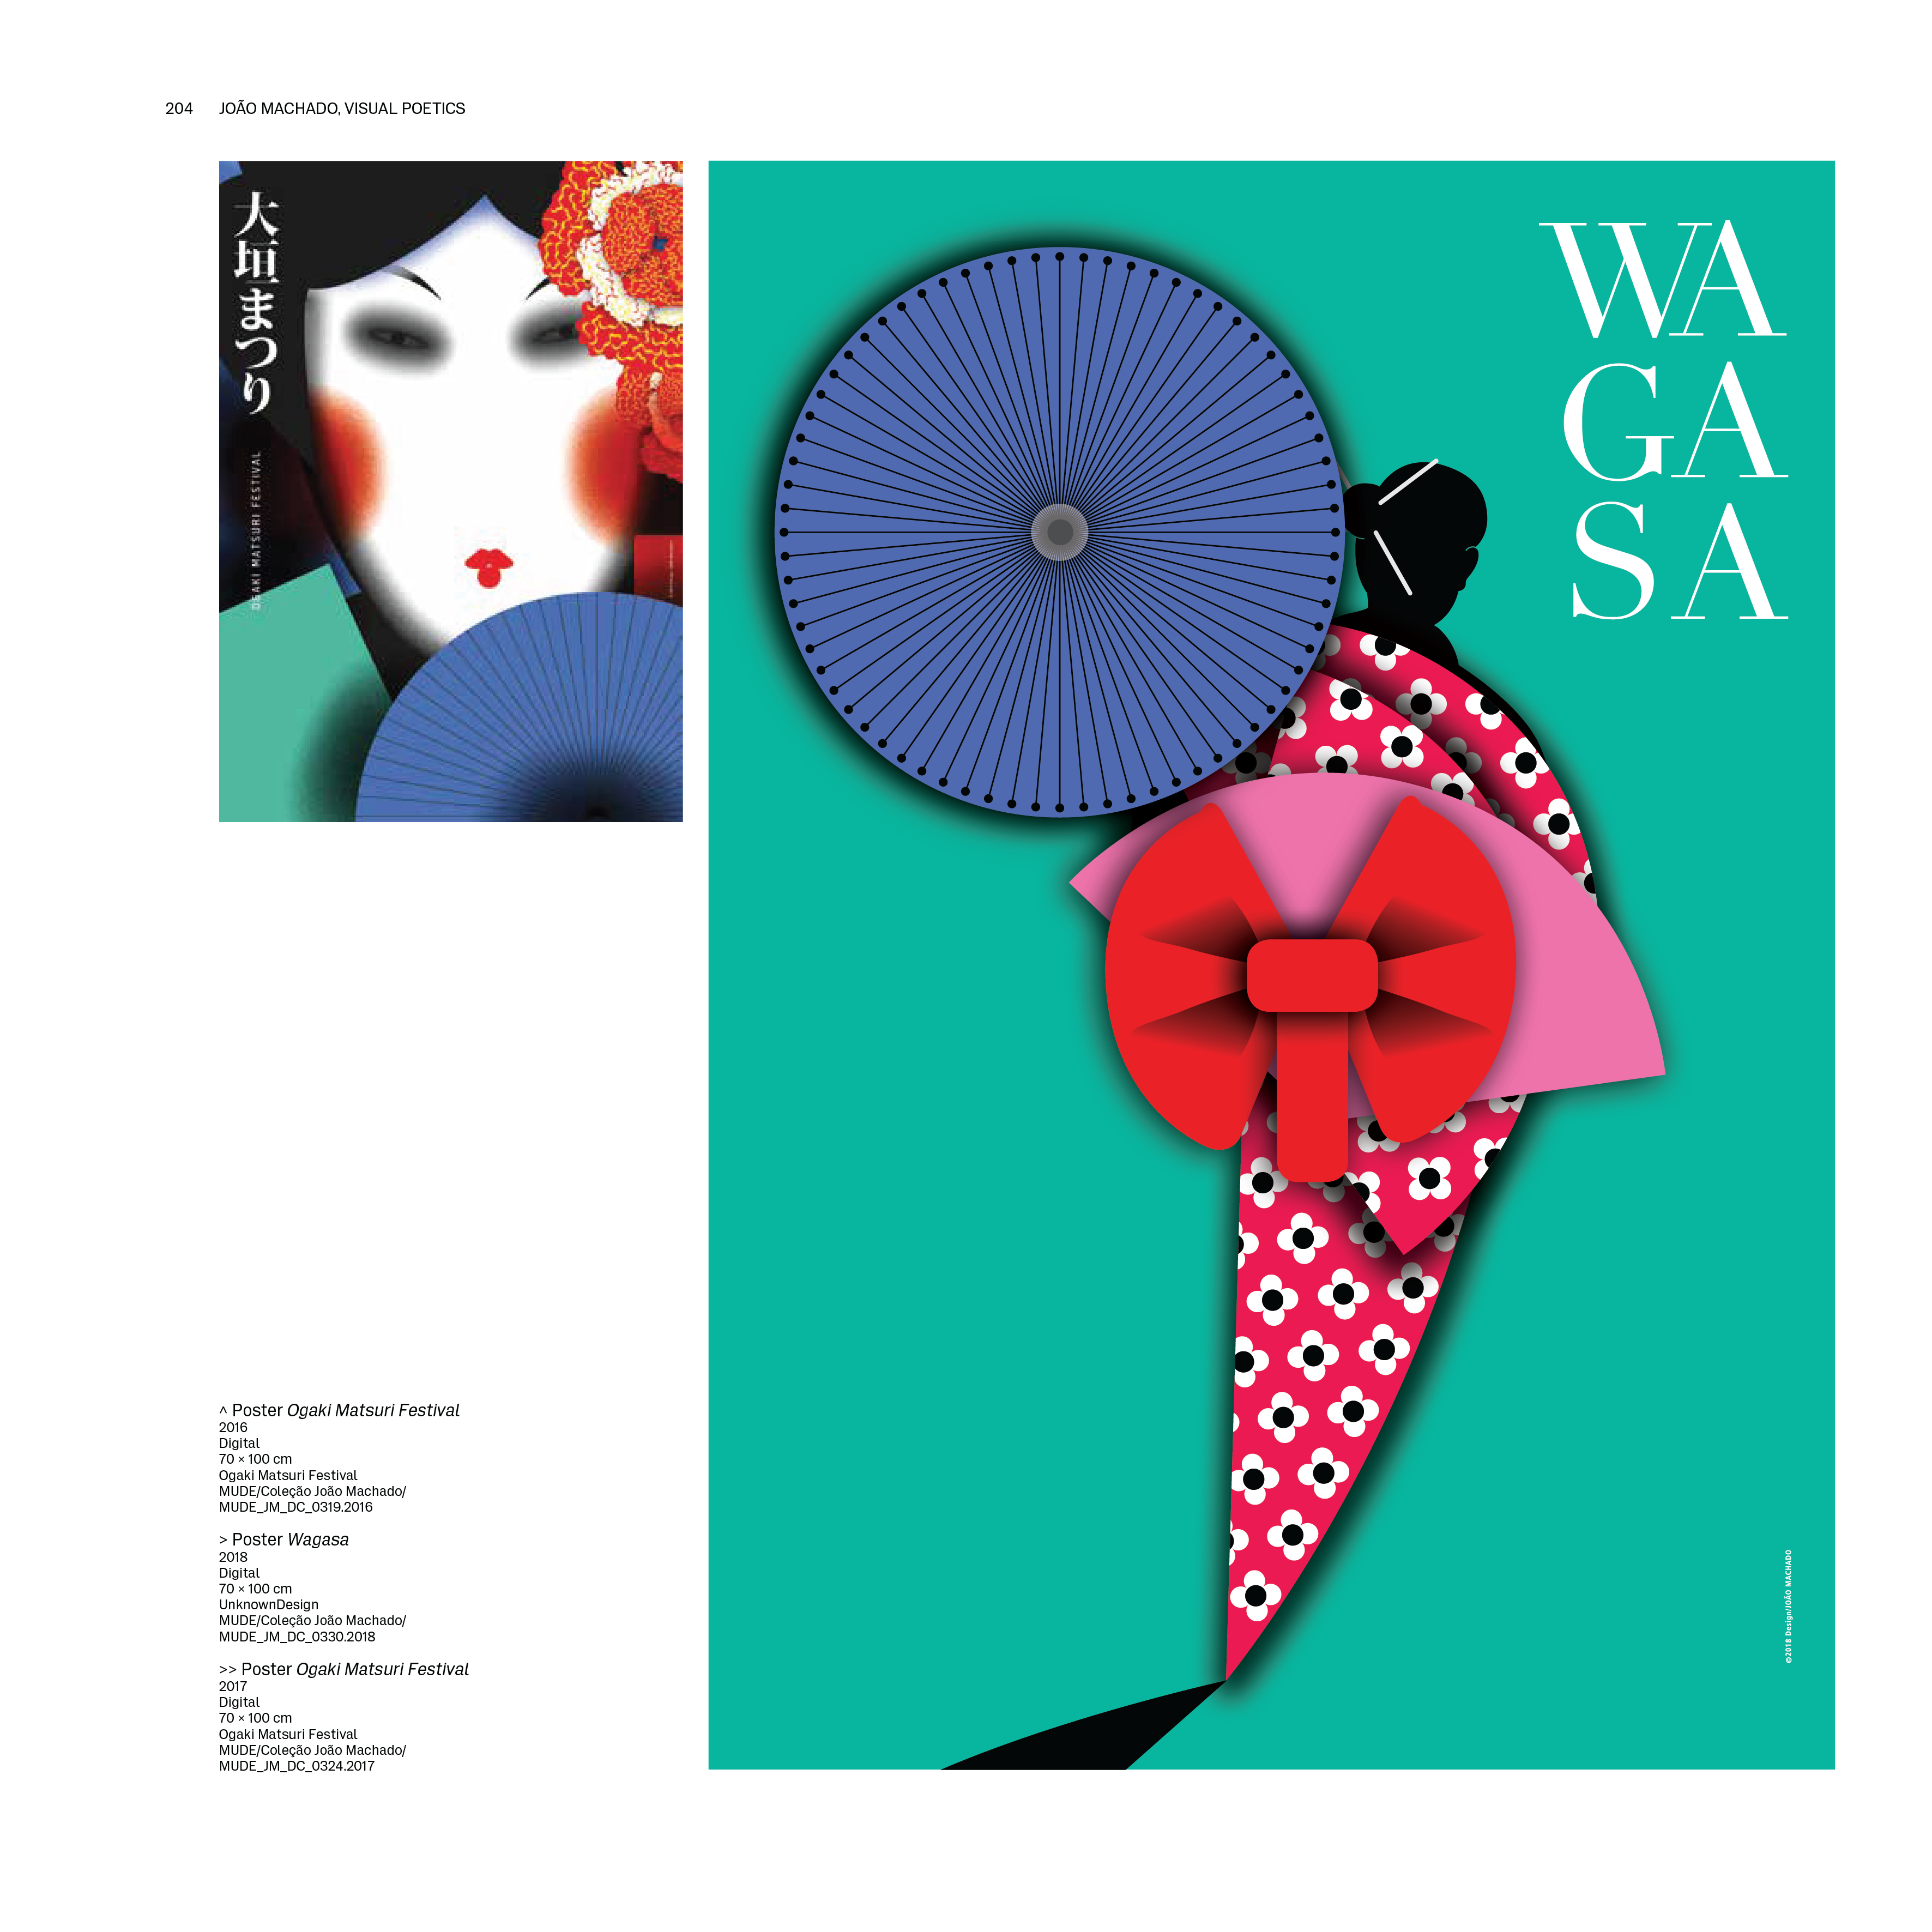 204 JOÃO MACHADO, VISUAL POETICS
大垣まつり
OGAKI MATSURI FESTIVAL
WA
GA
SA
^ Poster Ogaki Matsuri Festival
2016
Digital
70 × 100 cm
Ogaki Matsuri Festival
MUDE/Coleção João Machado/
MUDE_JM_DC_0319.2016
> Poster Wagasa
2018
Digital
70 × 100 cm
UnknownDesign
MUDE/Coleção João Machado/
MUDE_JM_DC_0330.2018
>> Poster Ogaki Matsuri Festival
2017
Digital
70 × 100 cm
Ogaki Matsuri Festival
MUDE/Coleção João Machado/
MUDE_JM_DC_0324.2017
©2018 Design/JOÃO MACHADO